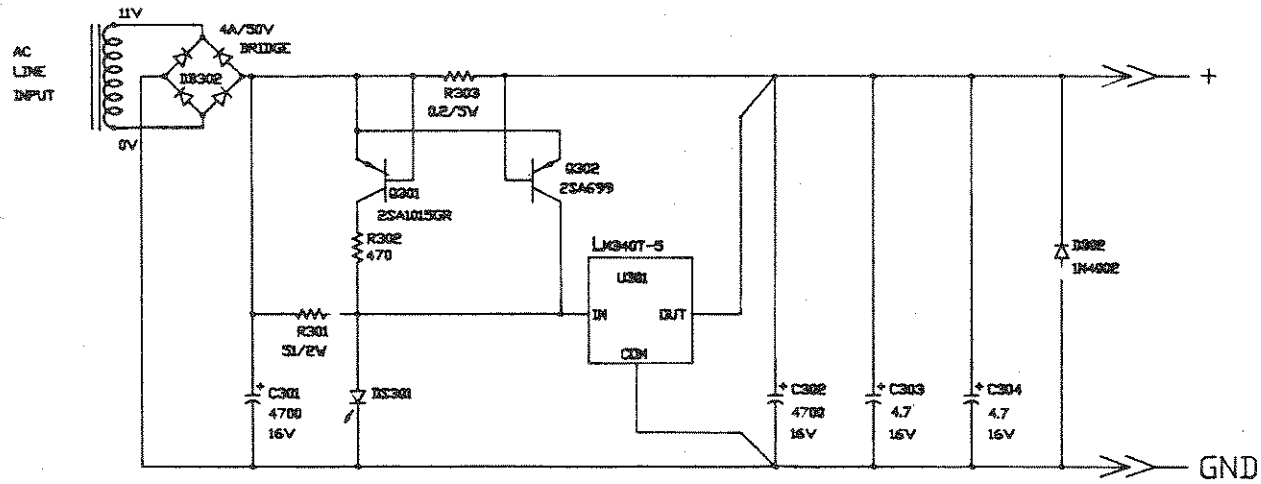 11V
4A/50V
BRIDGE
AC
LINE
INPUT
DB302
+
R303
0.2/5W
0V
Q301
2SA1015GR
Q302
2SA699
R302
470
LM340T-5
U301
D302
1N4002
IN
OUT
R301
51/2W
COM
C301
4700
16V
DS301
C302
4700
16V
C303
4.7
16V
C304
4.7
16V
GND